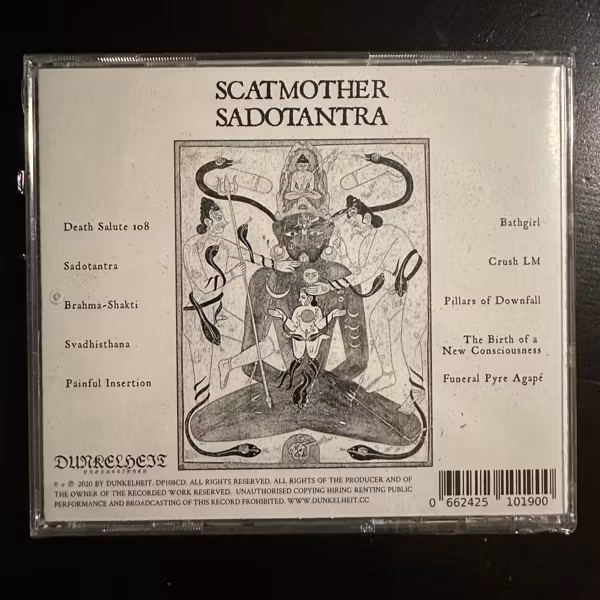 SCATMOTHER
SADOTANTRA
Death Salute 108
Sadotantra
Brahma-Shakti
Svadhisthana
Painful Insertion
Bathgirl
Crush LM
Pillars of Downfall
The Birth of a
New Consciousness
Funeral Pyre Agapé
DUNKELHEIT
PRODUKTIONEN
© + ℗ 2020 BY DUNKELHEIT. DP108CD. ALL RIGHTS RESERVED. ALL RIGHTS OF THE PRODUCER AND OF
THE OWNER OF THE RECORDED WORK RESERVED. UNAUTHORISED COPYING HIRING RENTING PUBLIC
PERFORMANCE AND BROADCASTING OF THIS RECORD PROHIBITED. WWW.DUNKELHEIT.CC
0 662425 101900